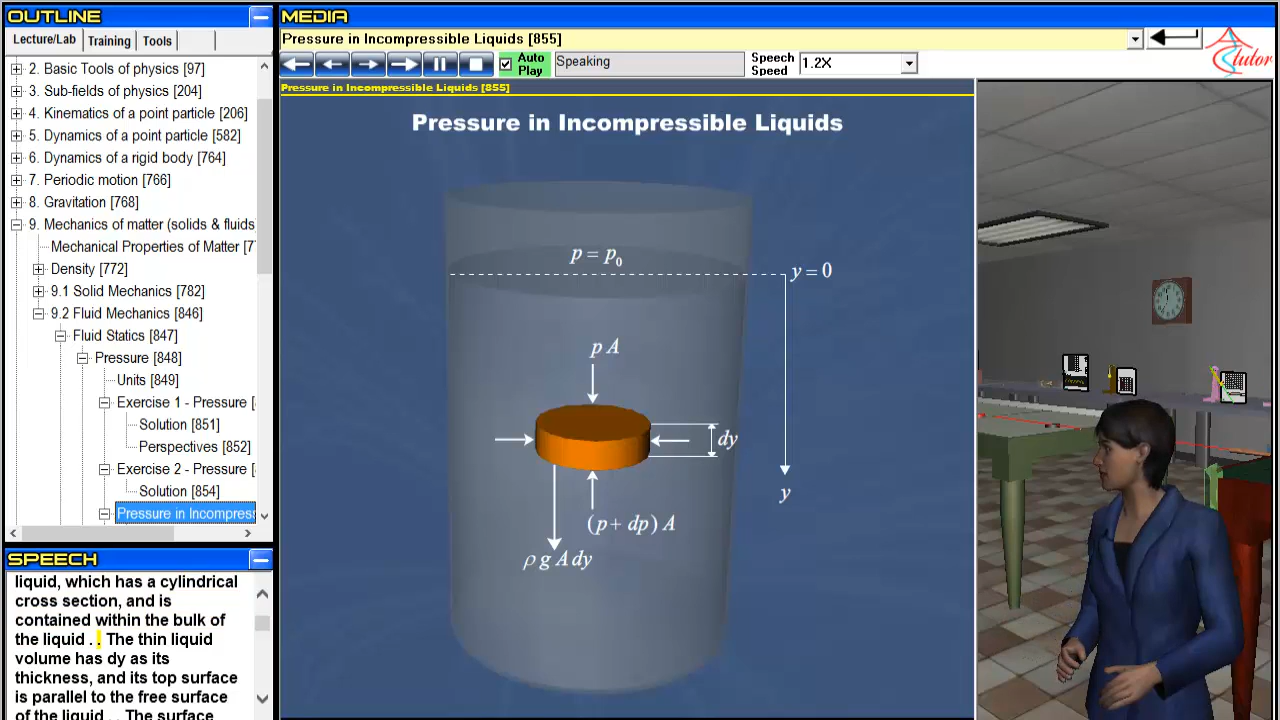 OUTLINE
Lecture/Lab Training Tools
2. Basic Tools of physics [97]
3. Sub-fields of physics [204]
4. Kinematics of a point particle [206]
5. Dynamics of a point particle [582]
6. Dynamics of a rigid body [764]
7. Periodic motion [766]
8. Gravitation [768]
9. Mechanics of matter (solids & fluids
Mechanical Properties of Matter [7
Density [772]
9.1 Solid Mechanics [782]
9.2 Fluid Mechanics [846]
Fluid Statics [847]
Pressure [848]
Units [849]
Exercise 1 - Pressure [
Solution [851]
Perspectives [852]
Exercise 2 - Pressure [
Solution [854]
Pressure in Incompres
SPEECH
liquid, which has a cylindrical
cross section, and is
contained within the bulk of
the liquid . . The thin liquid
volume has dy as its
thickness, and its top surface
is parallel to the free surface
of the liquid . . The surface
MEDIA
Pressure in Incompressible Liquids [855]
Auto Play
Speaking
Speech Speed
1.2X
tutor
Pressure in Incompressible Liquids [855]
Pressure in Incompressible Liquids
p = p₀
y = 0
p A
dy
y
(p + dp) A
ρ g A dy